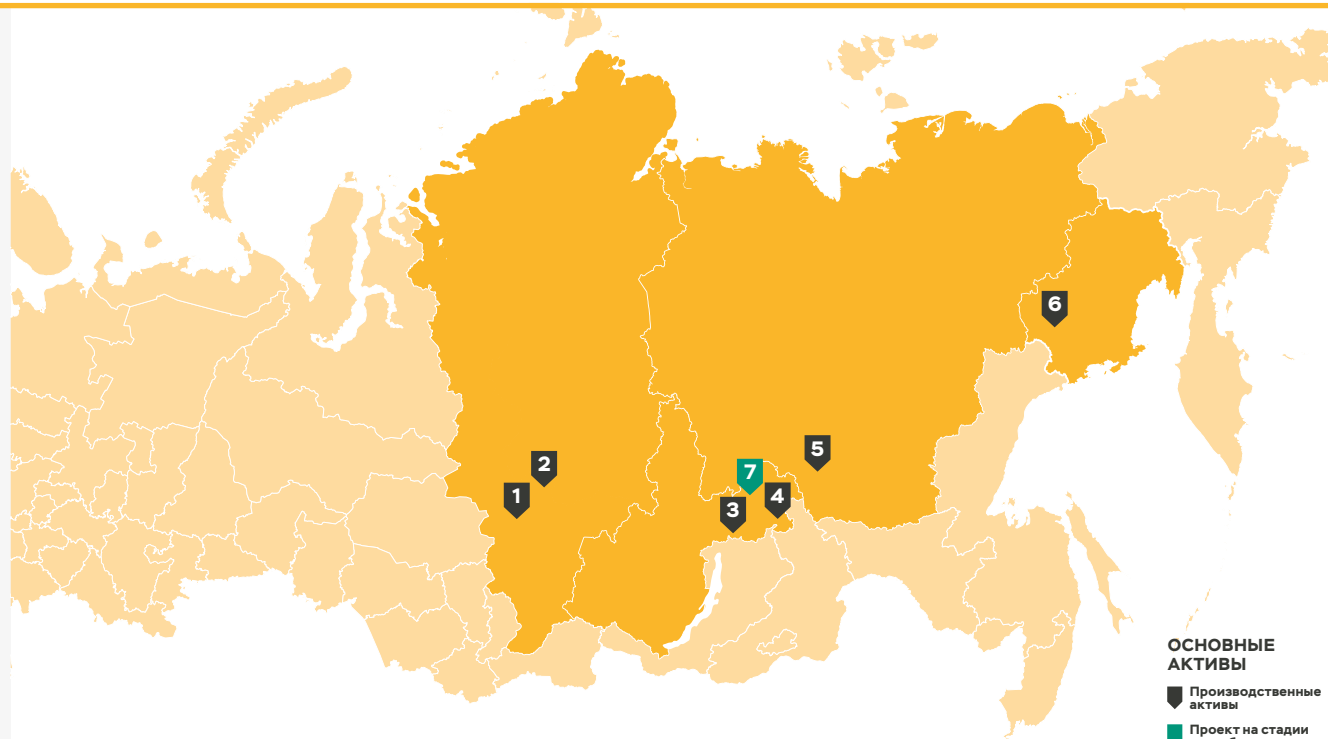 6
5
2
7
1
4
3
ОСНОВНЫЕ
АКТИВЫ
Производственные
активы
Проект на стадии